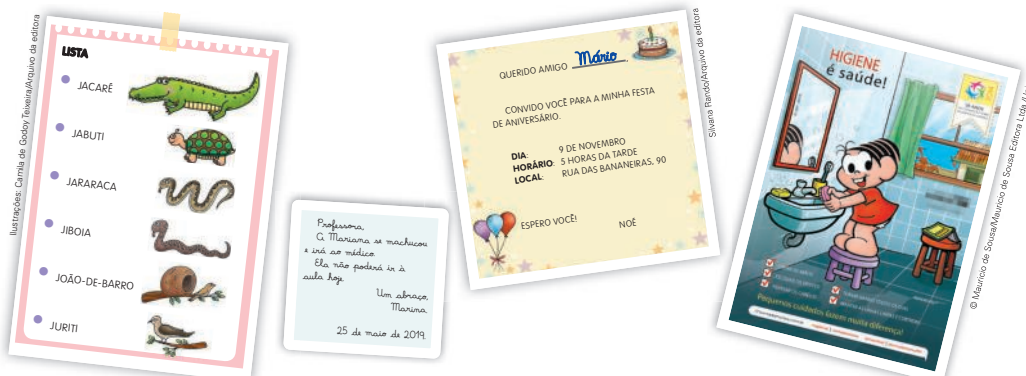 Ilustrações: Camila de Godoy Teixeira/Arquivo da editora
LISTA
JACARÉ
JABUTI
JARARACA
JIBOIA
JOÃO-DE-BARRO
JURITI
Professora,
A Mariana se machucou
e irá ao médico.
Ela não poderá ir à
aula hoje.
Um abraço,
Marina.
25 de maio de 2019.
QUERIDO AMIGO Mário,
CONVIDO VOCÊ PARA A MINHA FESTA
DE ANIVERSÁRIO.
DIA: 9 DE NOVEMBRO
HORÁRIO: 5 HORAS DA TARDE
LOCAL: RUA DAS BANANEIRAS, 90
ESPERO VOCÊ!
NOÊ
Silvana Rando/Arquivo da editora
HIGIENE
é saúde!
Pequenos cuidados fazem muita diferença!
© Mauricio de Sousa/Mauricio de Sousa Editora Ltda.